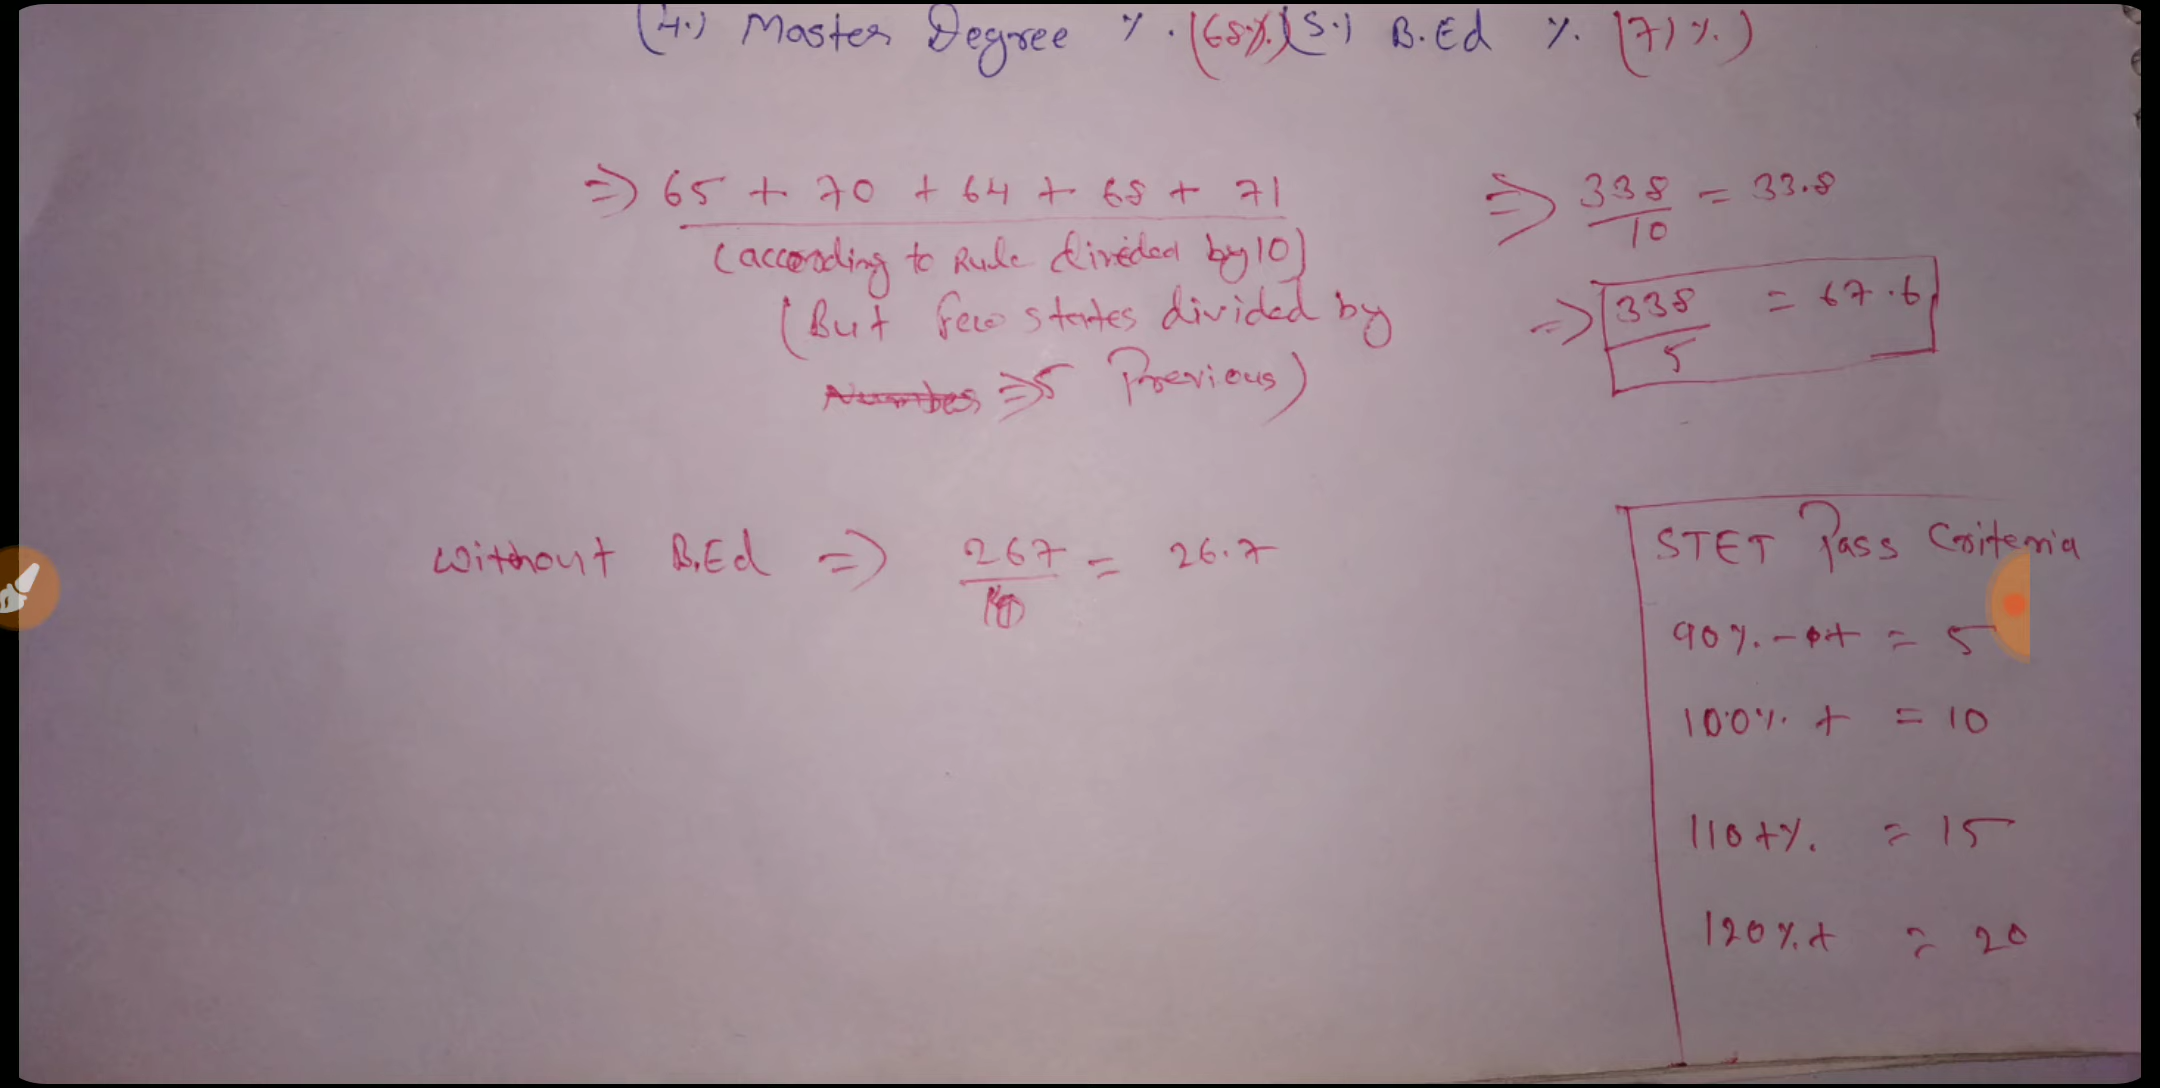 (4.) Master Degree %. (68%.) (5.) B.Ed %. (71%.)
=> 65 + 70 + 64 + 68 + 71
(according to Rule divided by 10)
(But few states divided by
=> 5 Previous)
=> 338/10 = 33.8
=> 338/5 = 67.6
without B.Ed => 267/10 = 26.7
STET Pass Criteria
90%. - + = 5
100%. + = 10
110+%. = 15
120%.+ = 20